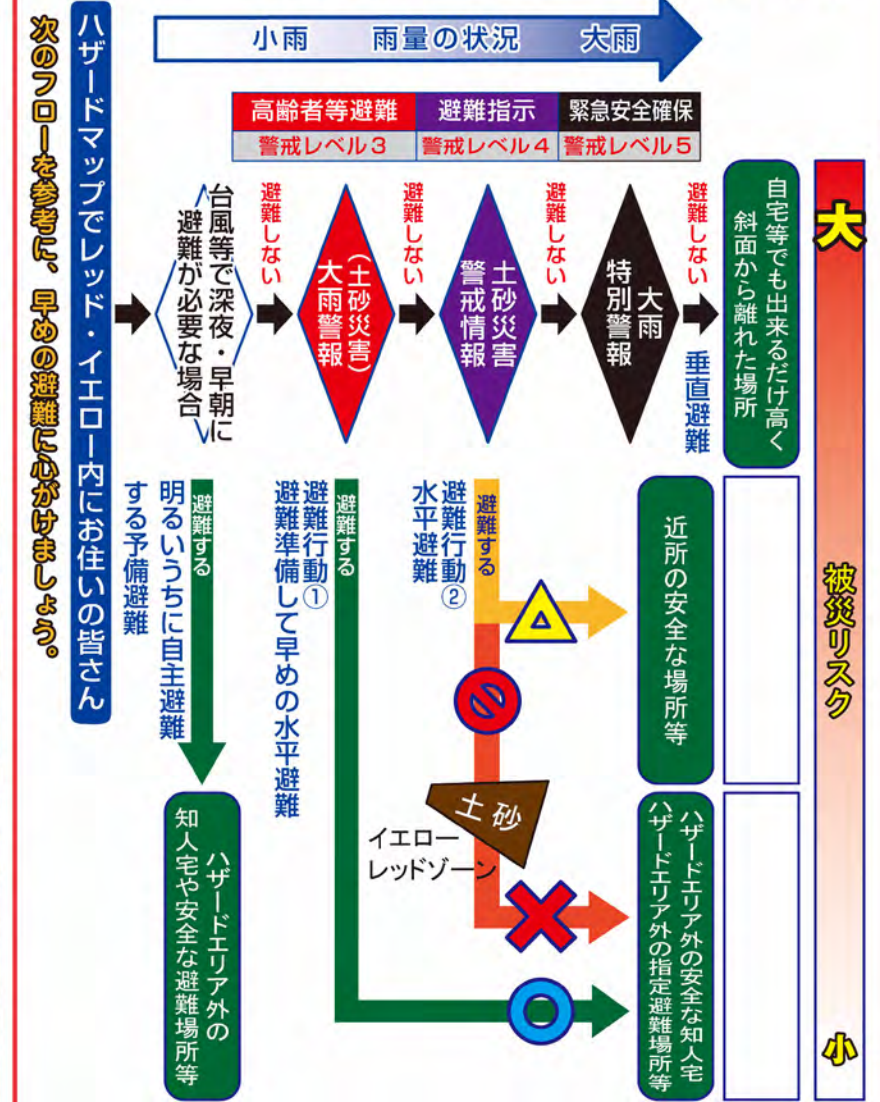 小雨 雨量の状況 大雨
高齢者等避難 避難指示 緊急安全確保
警戒レベル3 警戒レベル4 警戒レベル5
ハザードマップでレッド・イエロー内にお住いの皆さん
次のフローを参考に、早めの避難に心がけましょう。
台風等で深夜・早朝に
避難が必要な場合
避難しない
大雨警報
(土砂災害)
避難しない
土砂災害
警戒情報
避難しない
大雨
特別警報
避難しない
垂直避難
自宅等でも出来るだけ高く
斜面から離れた場所
大
被災リスク
小
避難する
明るいうちに自主避難
する予備避難
ハザードエリア外の
知人宅や安全な避難場所等
避難する
避難行動①
避難準備して早めの水平避難
避難する
避難行動②
水平避難
近所の安全な場所等
土砂
イエロー
レッドゾーン
ハザードエリア外の安全な知人宅
ハザードエリア外の指定避難場所等